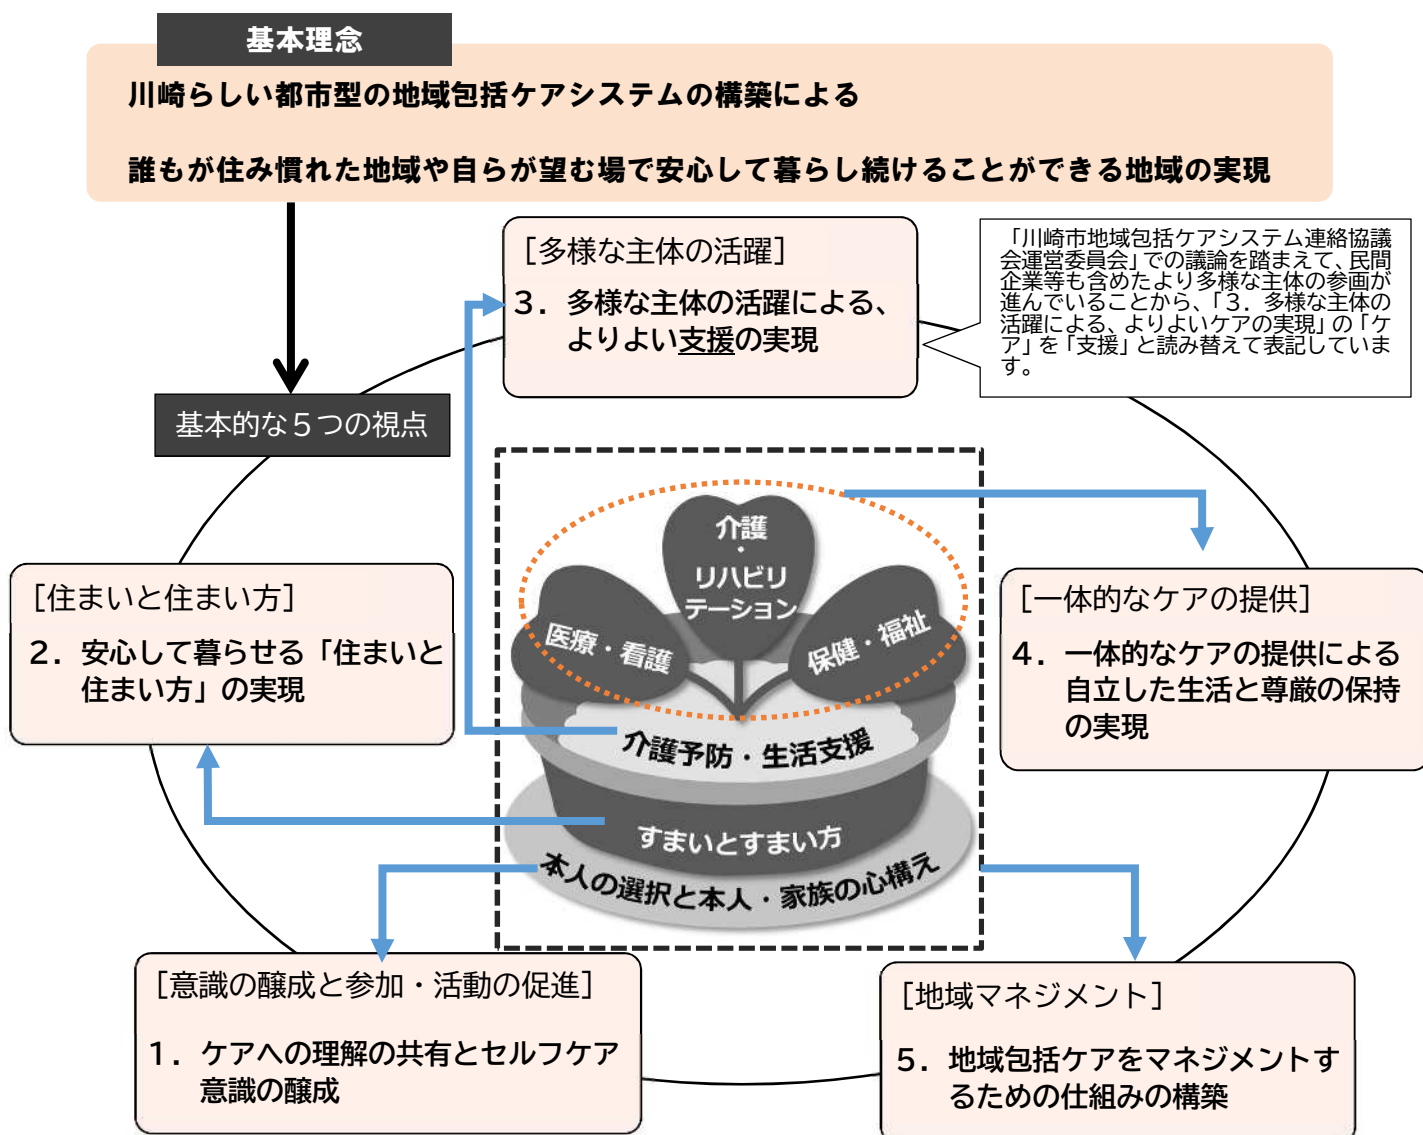 基本理念
川崎らしい都市型の地域包括ケアシステムの構築による
誰もが住み慣れた地域や自らが望む場で安心して暮らし続けることができる地域の実現
[多様な主体の活躍]
3．多様な主体の活躍による、
よりよい支援の実現
「川崎市地域包括ケアシステム連絡協議
会運営委員会」での議論を踏まえて、民間
企業等も含めたより多様な主体の参画が
進んでいることから、「3．多様な主体の
活躍による、よりよいケアの実現」の「ケ
ア」を「支援」と読み替えて表記していま
す。
基本的な５つの視点
介護
・
リハビリ
テーション
医療・看護
保健・福祉
介護予防・生活支援
すまいとすまい方
本人の選択と本人・家族の心構え
[住まいと住まい方]
2．安心して暮らせる「住まいと
住まい方」の実現
[一体的なケアの提供]
4．一体的なケアの提供による
自立した生活と尊厳の保持
の実現
[意識の醸成と参加・活動の促進]
1．ケアへの理解の共有とセルフケア
意識の醸成
[地域マネジメント]
5．地域包括ケアをマネジメントす
るための仕組みの構築